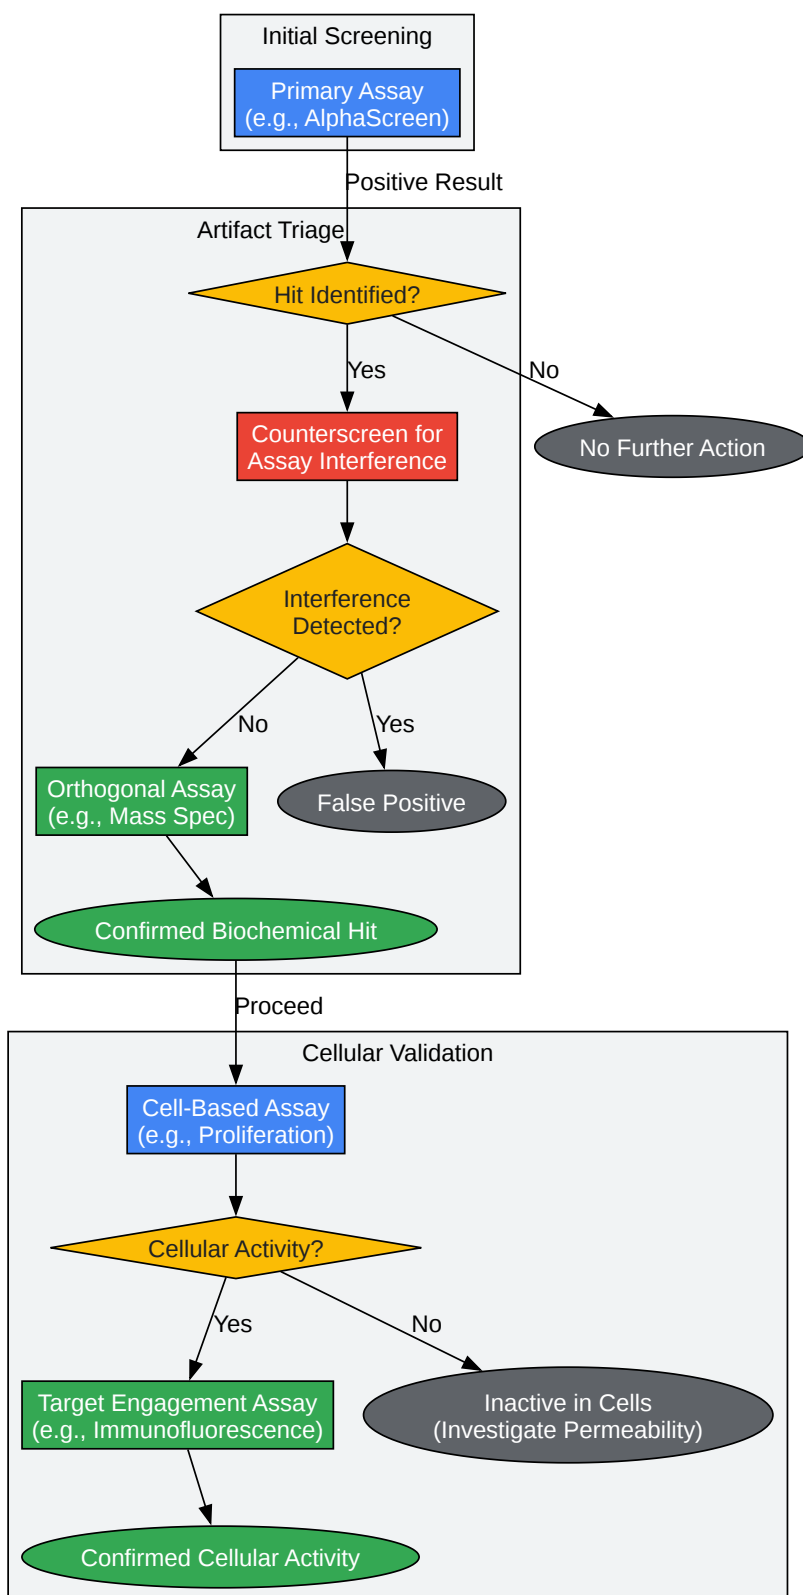 Initial Screening
Primary Assay
(e.g., AlphaScreen)
Positive Result
Artifact Triage
Hit Identified?
Yes
No
Counterscreen for
Assay Interference
No Further Action
Interference
Detected?
No
Yes
Orthogonal Assay
(e.g., Mass Spec)
False Positive
Confirmed Biochemical Hit
Proceed
Cellular Validation
Cell-Based Assay
(e.g., Proliferation)
Cellular Activity?
Yes
No
Target Engagement Assay
(e.g., Immunofluorescence)
Inactive in Cells
(Investigate Permeability)
Confirmed Cellular Activity